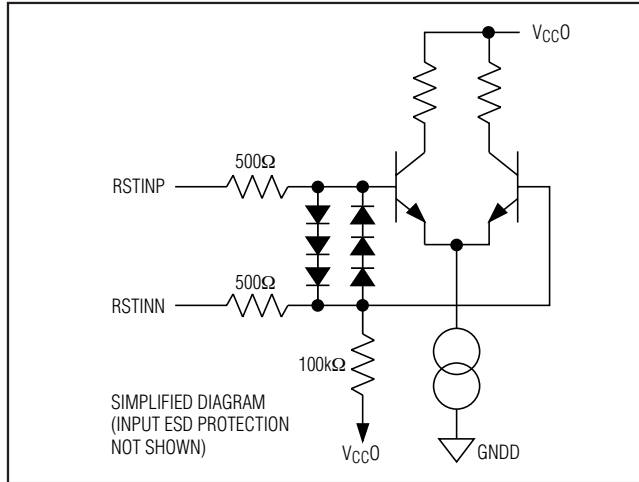 VCCO
500Ω
RSTINP
500Ω
RSTINN
100kΩ
SIMPLIFIED DIAGRAM
(INPUT ESD PROTECTION
NOT SHOWN)
VCCO
GNDD